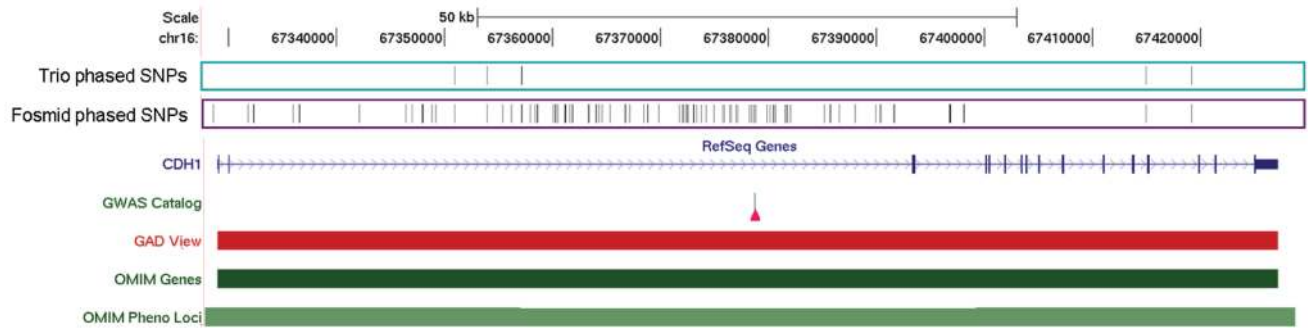 Scale 50 kb
chr16: 67340000 67350000 67360000 67370000 67380000 67390000 67400000 67410000 67420000
Trio phased SNPs
Fosmid phased SNPs
RefSeq Genes
CDH1
GWAS Catalog
GAD View
OMIM Genes
OMIM Pheno Loci